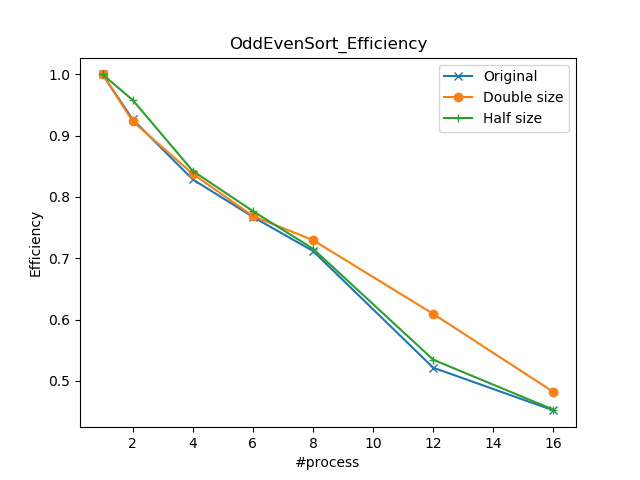 OddEvenSort_Efficiency
Original
Double size
Half size
Efficiency
1.0
0.9
0.8
0.7
0.6
0.5
2 4 6 8 10 12 14 16
#process